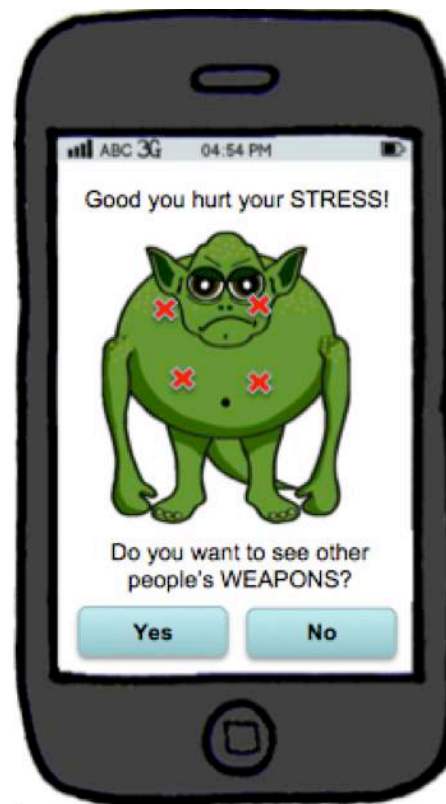 ABC 3G 04:54 PM
Good you hurt your STRESS!
Do you want to see other
people's WEAPONS?
Yes No